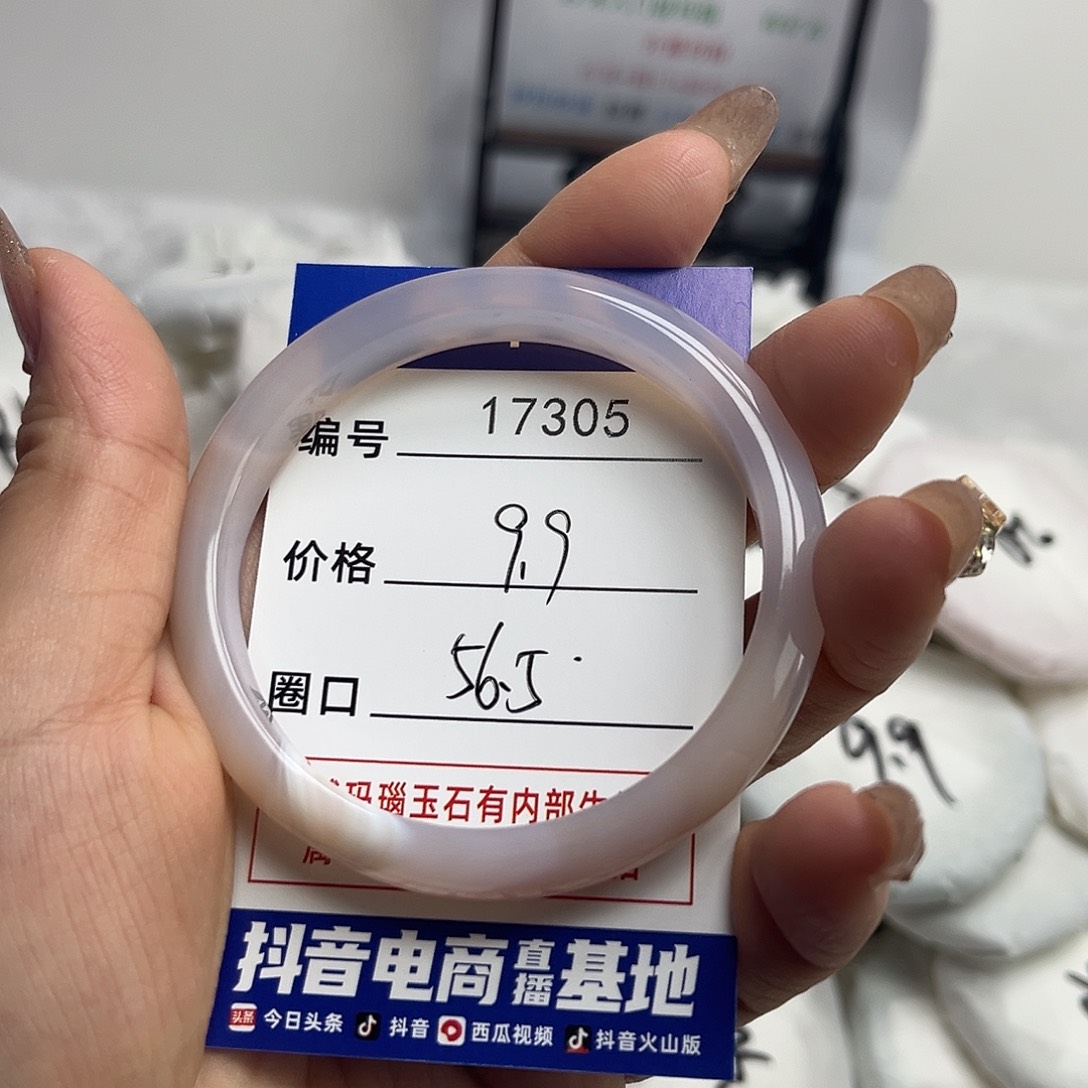 编号 17305
价格 9.9
圈口 56.5
玛瑙玉石有内部生
抖音电商直播基地
头条 今日头条 抖音 西瓜视频 抖音火山版
9.9